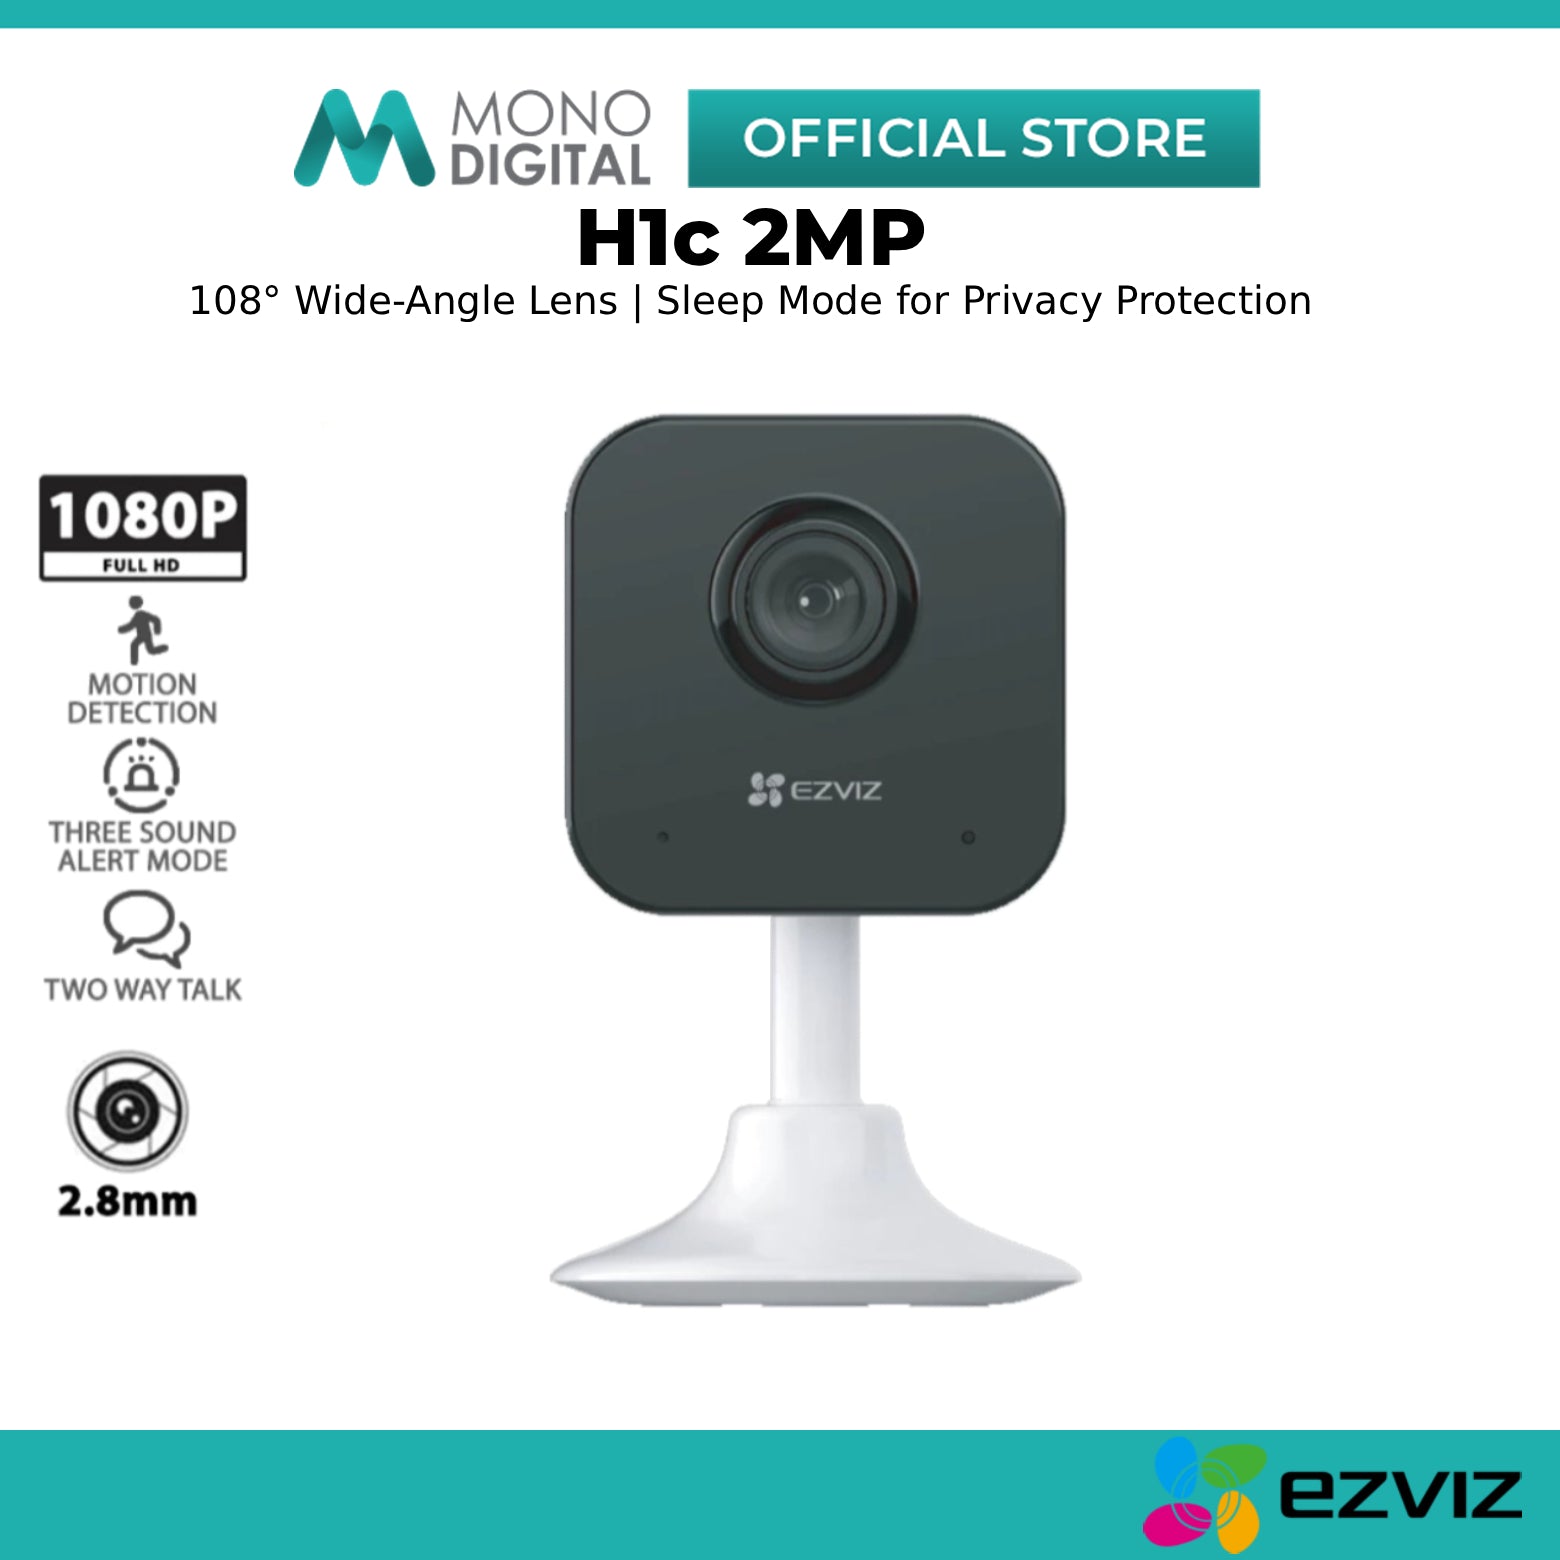 MONO
DIGITAL
OFFICIAL STORE
H1c 2MP
108° Wide-Angle Lens | Sleep Mode for Privacy Protection
1080P
FULL HD
MOTION
DETECTION
THREE SOUND
ALERT MODE
TWO WAY TALK
2.8mm
EZVIZ
ezviz